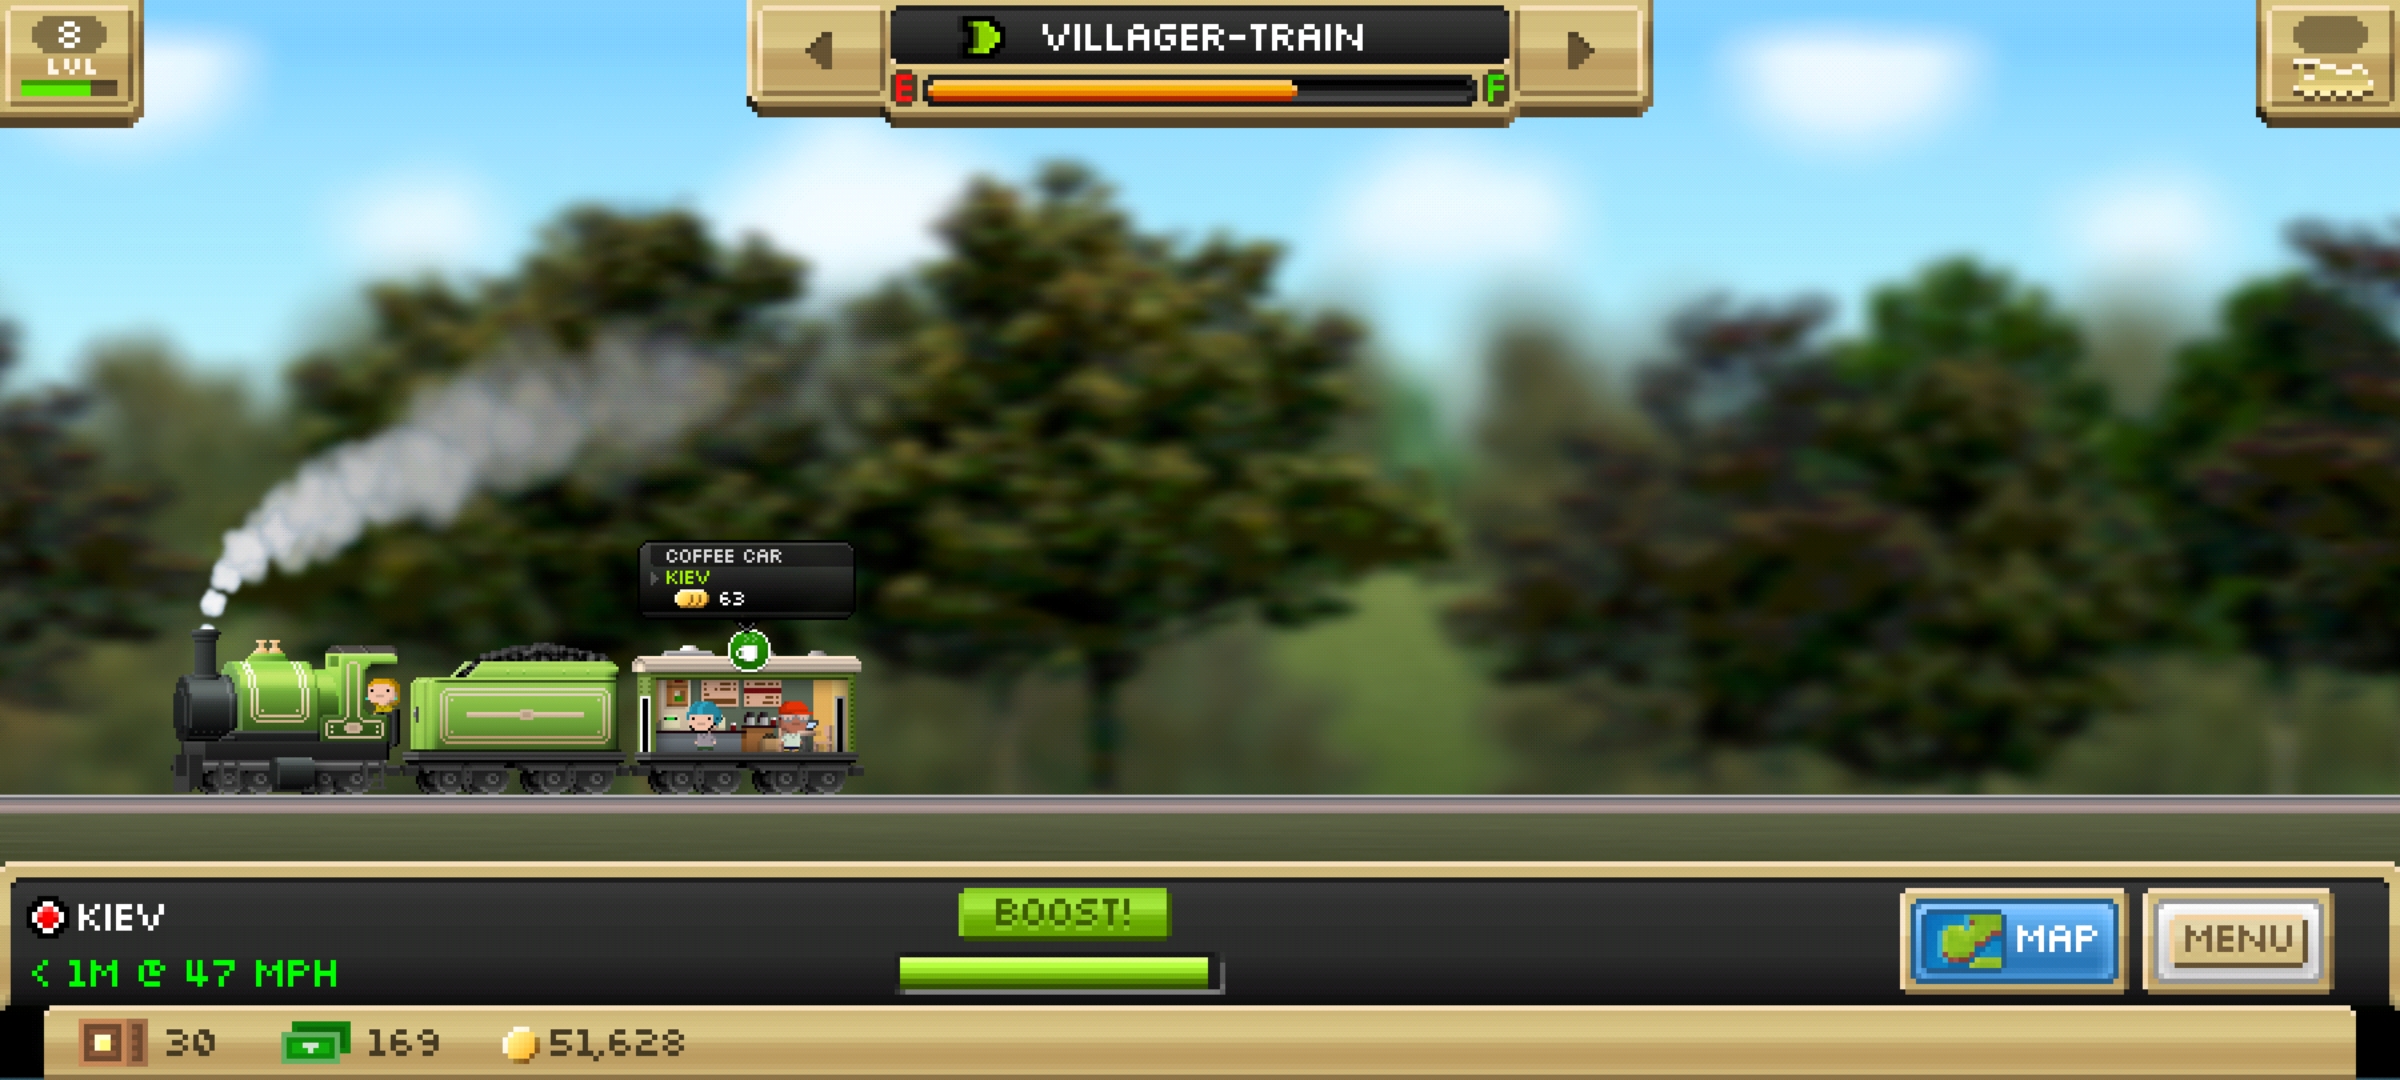 8
LVL
VILLAGER-TRAIN
E F
COFFEE CAR
KIEV
63
KIEV
< 1M @ 47 MPH
BOOST!
MAP
MENU
30
169
51,628